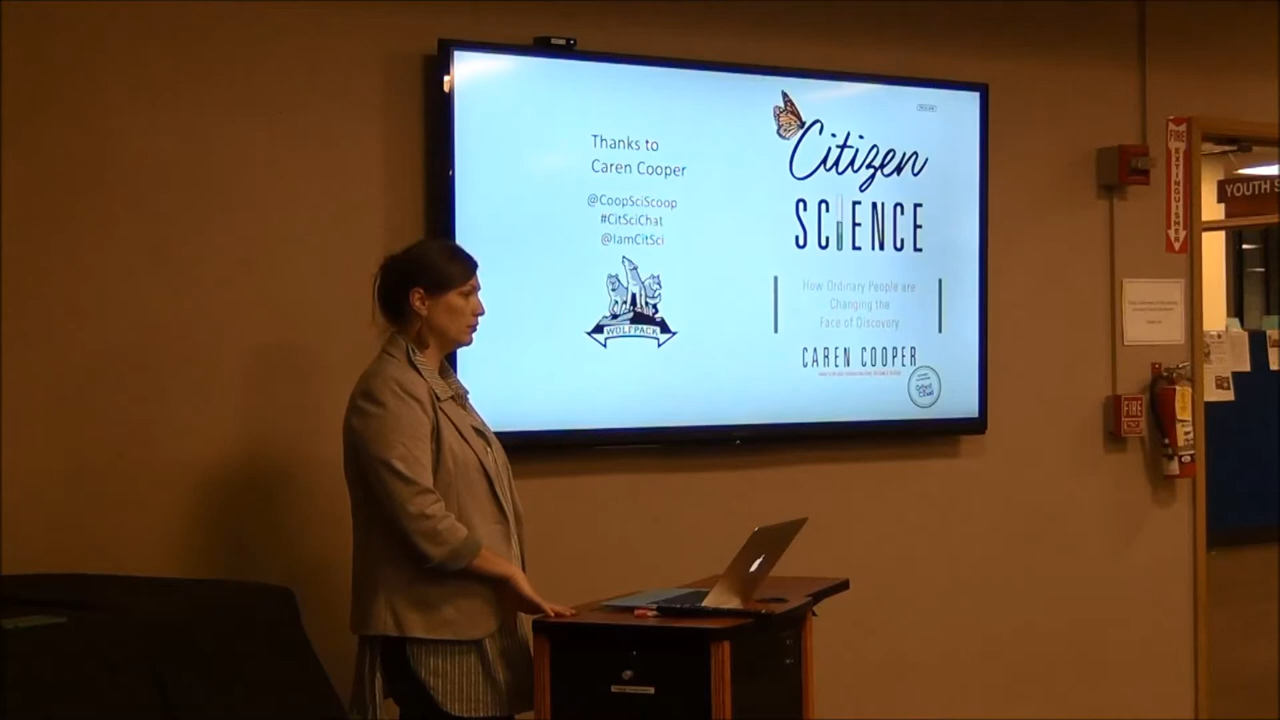 Thanks to
Caren Cooper
@CoopSciScoop
#CitSciChat
@IamCitSci
WOLFPACK
Citizen
SCIENCE
How Ordinary People are
Changing the
Face of Discovery
CAREN COOPER
FIRE
EXTINGUISHER
YOUTH S
FIRE